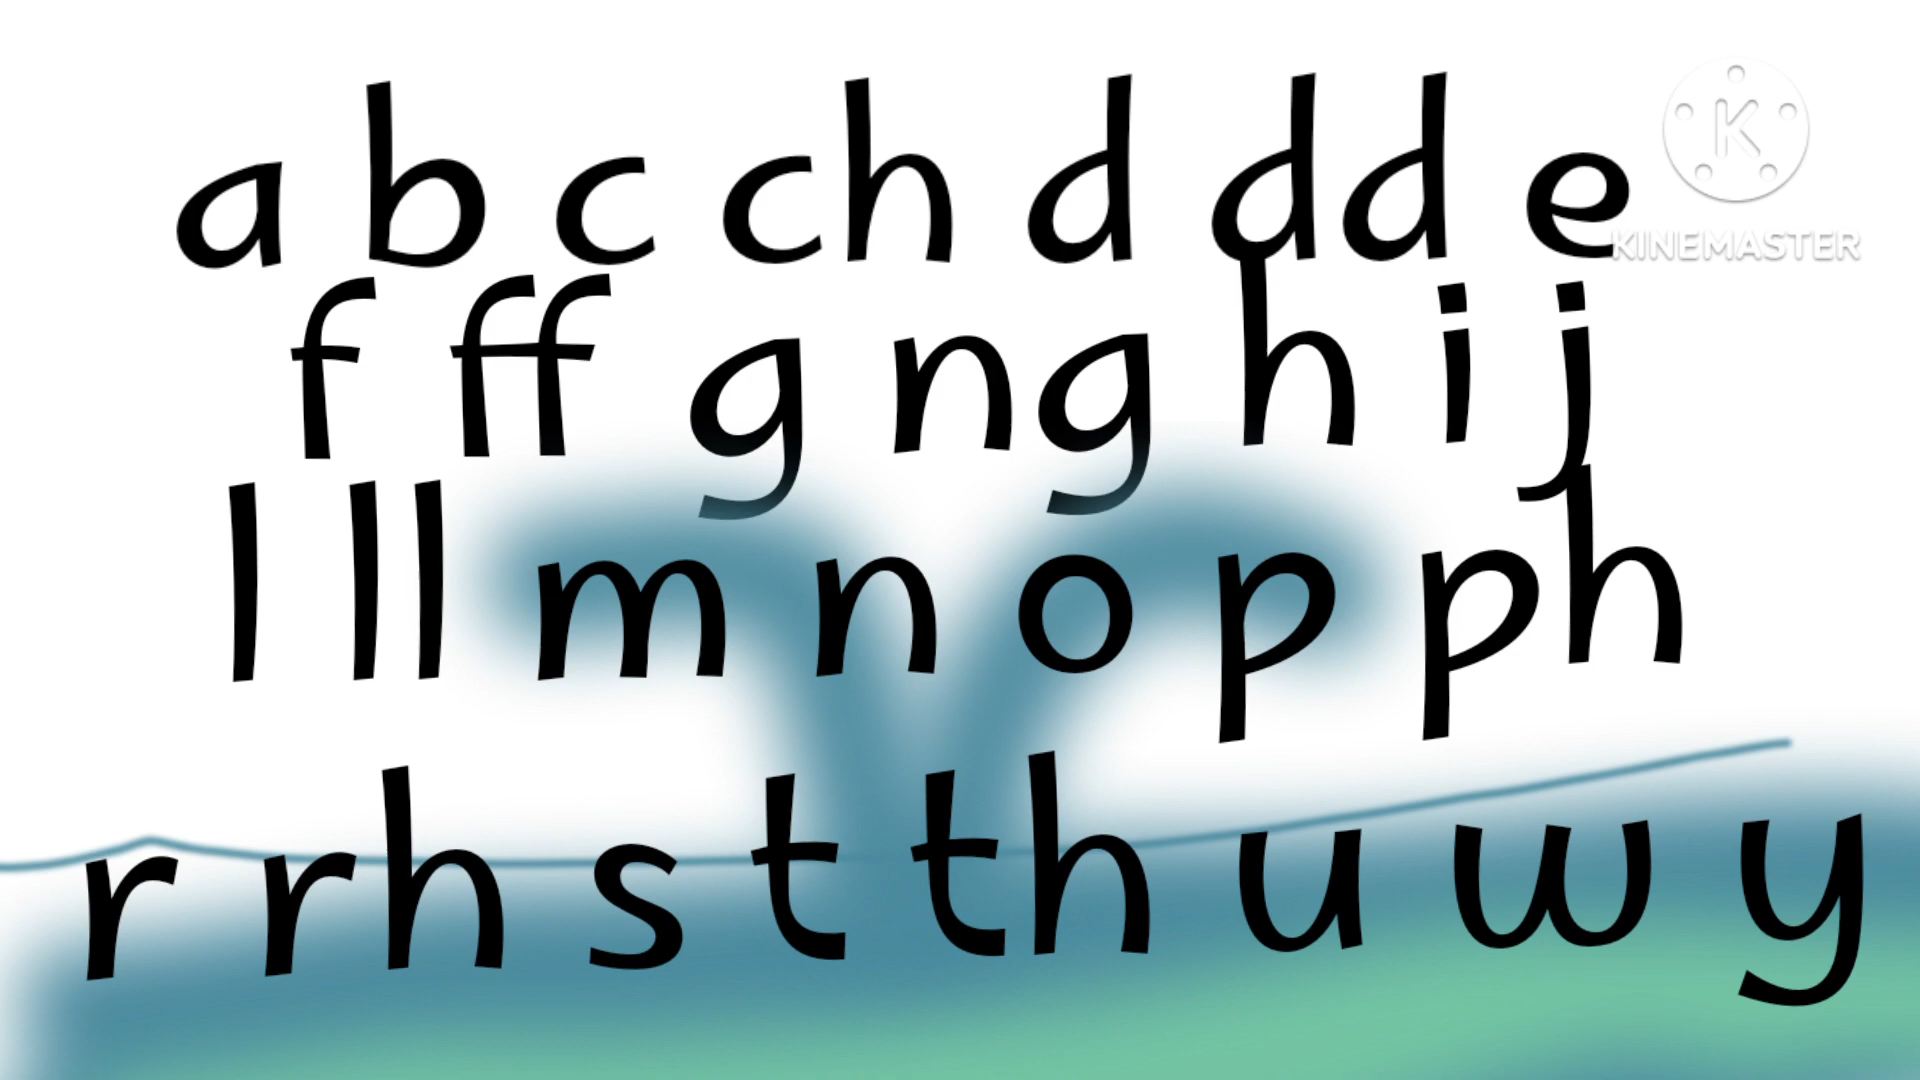 a b c ch d dd e
f ff g ng h i j
l ll m n o p ph
r rh s t th u w y
K
KINEMASTER